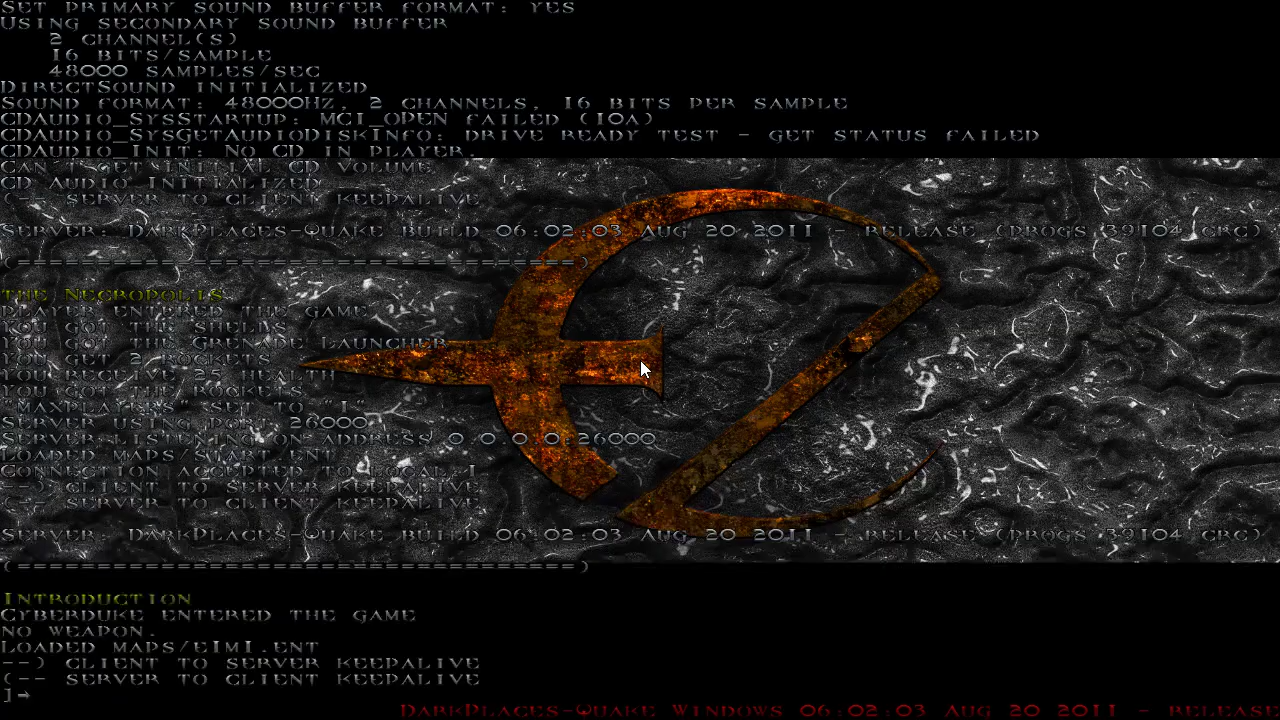 Set primary sound buffer format: yes
Using secondary sound buffer
2 channel(s)
16 bits/sample
48000 samples/sec
DirectSound initialized
Sound format: 48000Hz, 2 channels, 16 bits per sample
CDAudio_SysStartup: MCI_OPEN failed (10a)
CDAudio_SysGetAudioDiskInfo: drive ready test - get status failed
CDAudio_Init: No CD in player.
Can't get initial CD volume
CD Audio Initialized
(-- server to client keepalive
Server: DarkPlaces-Quake build 06:02:03 Aug 20 2011 - release (progs 39104 crc)
(===================================)
the Necropolis
player entered the game
You got the shells
You got the Grenade Launcher
You get 2 rockets
You receive 25 health
You got the rockets
"maxplayers" set to "1"
Server using port 26000
Server listening on address 0.0.0.0:26000
Loaded maps/start.ent
Connection accepted to local:1
--) client to server keepalive
(-- server to client keepalive
Server: DarkPlaces-Quake build 06:02:03 Aug 20 2011 - release (progs 39104 crc)
(===================================)
Introduction
Cyberduke entered the game
no weapon.
Loaded maps/e1m1.ent
--) client to server keepalive
(-- server to client keepalive
]→
DarkPlaces-Quake Windows 06:02:03 Aug 20 2011 - release